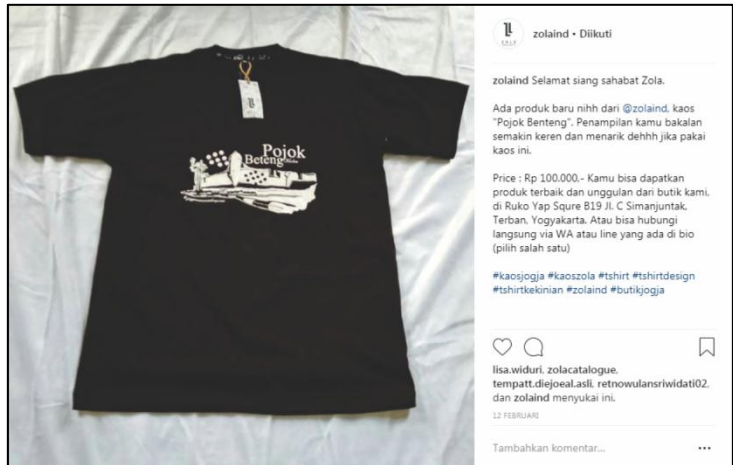 Pojok
Beteng
zolaind • Diikuti
zolaind Selamat siang sahabat Zola.
Ada produk baru nihh dari @zolaind, kaos
"Pojok Benteng". Penampilan kamu bakalan
semakin keren dan menarik dehhh jika pakai
kaos ini.
Price : Rp 100.000,- Kamu bisa dapatkan
produk terbaik dan unggulan dari butik kami,
di Ruko Yap Squre B19 Jl. C Simanjuntak,
Terban, Yogyakarta. Atau bisa hubungi
langsung via WA atau line yang ada di bio
(pilih salah satu)
#kaosjogja #kaoszola #tshirt #tshirtdesign
#tshirtkekinian #zolaind #butikjogja
lisa.widuri, zolacatalogue,
tempatt.diejoeal.asli, retnowulansriwidati02,
dan zolaind menyukai ini.
12 FEBRUARI
Tambahkan komentar...